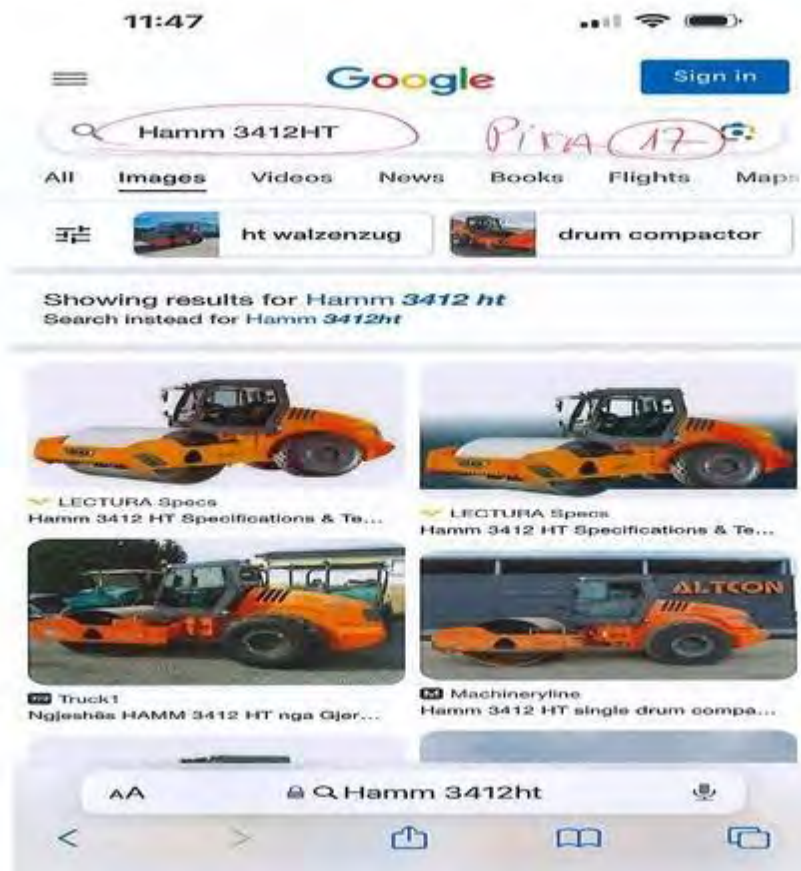 11:47
Google
Sign in
Hamm 3412HT
Pika 17
All Images Videos News Books Flights Maps
ht walzenzug
drum compactor
Showing results for Hamm 3412 ht
Search instead for Hamm 3412ht
LECTURA Specs
Hamm 3412 HT Specifications & Te...
LECTURA Specs
Hamm 3412 HT Specifications & Te...
ALTCON
Truck1
Ngjeshës HAMM 3412 HT nga Gjer...
Machineryline
Hamm 3412 HT single drum compa...
AA
Hamm 3412ht